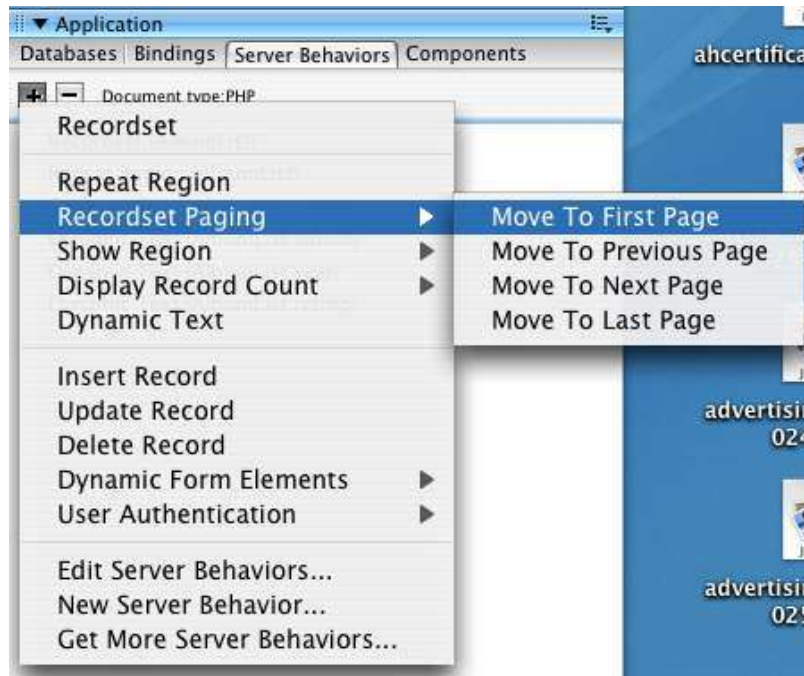 Application
Databases Bindings Server Behaviors Components
Document type:PHP
Recordset
Repeat Region
Recordset Paging
Show Region
Display Record Count
Dynamic Text
Insert Record
Update Record
Delete Record
Dynamic Form Elements
User Authentication
Edit Server Behaviors...
New Server Behavior...
Get More Server Behaviors...
Move To First Page
Move To Previous Page
Move To Next Page
Move To Last Page
ahcertifica
advertisi
024
advertisi